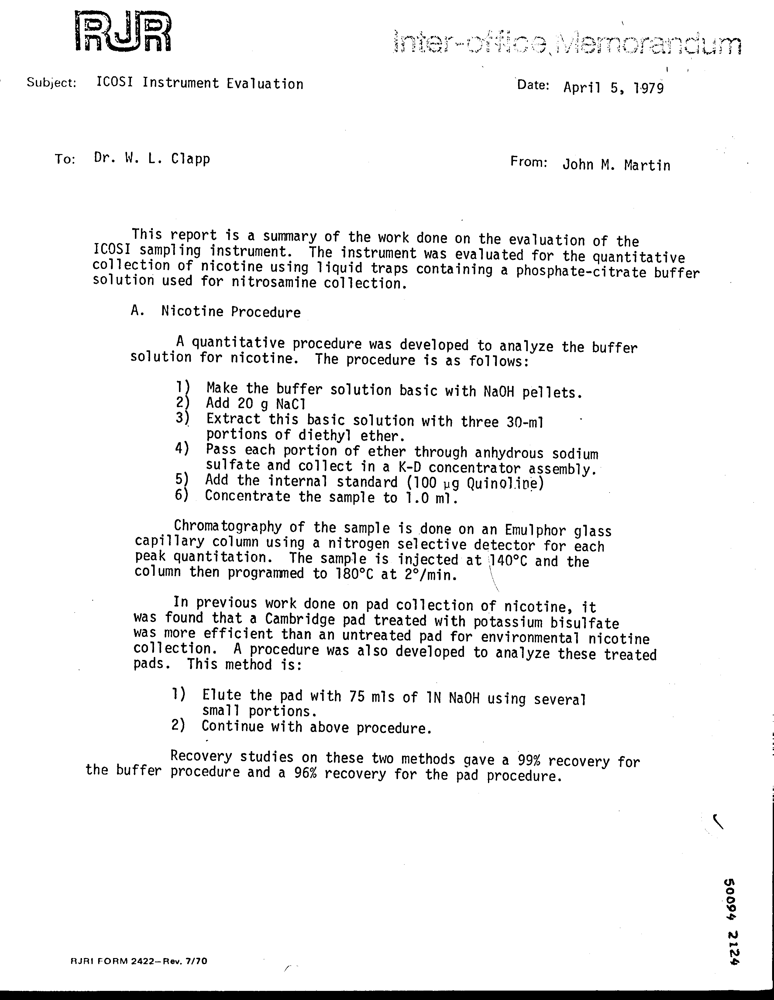 RJR
Inter-office Memorandum
Subject: ICOSI Instrument Evaluation
Date: April 5, 1979
To: Dr. W. L. Clapp
From: John M. Martin
This report is a summary of the work done on the evaluation of the
ICOSI sampling instrument. The instrument was evaluated for the quantitative
collection of nicotine using liquid traps containing a phosphate-citrate buffer
solution used for nitrosamine collection.
A. Nicotine Procedure
A quantitative procedure was developed to analyze the buffer
solution for nicotine. The procedure is as follows:
1) Make the buffer solution basic with NaOH pellets.
2) Add 20 g NaCl
3) Extract this basic solution with three 30-ml
portions of diethyl ether.
4) Pass each portion of ether through anhydrous sodium
sulfate and collect in a K-D concentrator assembly.
5) Add the internal standard (100 µg Quinoline)
6) Concentrate the sample to 1.0 ml.
Chromatography of the sample is done on an Emulphor glass
capillary column using a nitrogen selective detector for each
peak quantitation. The sample is injected at 140°C and the
column then programmed to 180°C at 2°/min.
In previous work done on pad collection of nicotine, it
was found that a Cambridge pad treated with potassium bisulfate
was more efficient than an untreated pad for environmental nicotine
collection. A procedure was also developed to analyze these treated
pads. This method is:
1) Elute the pad with 75 mls of 1N NaOH using several
small portions.
2) Continue with above procedure.
Recovery studies on these two methods gave a 99% recovery for
the buffer procedure and a 96% recovery for the pad procedure.
50094 2124
RJRI FORM 2422—Rev. 7/70